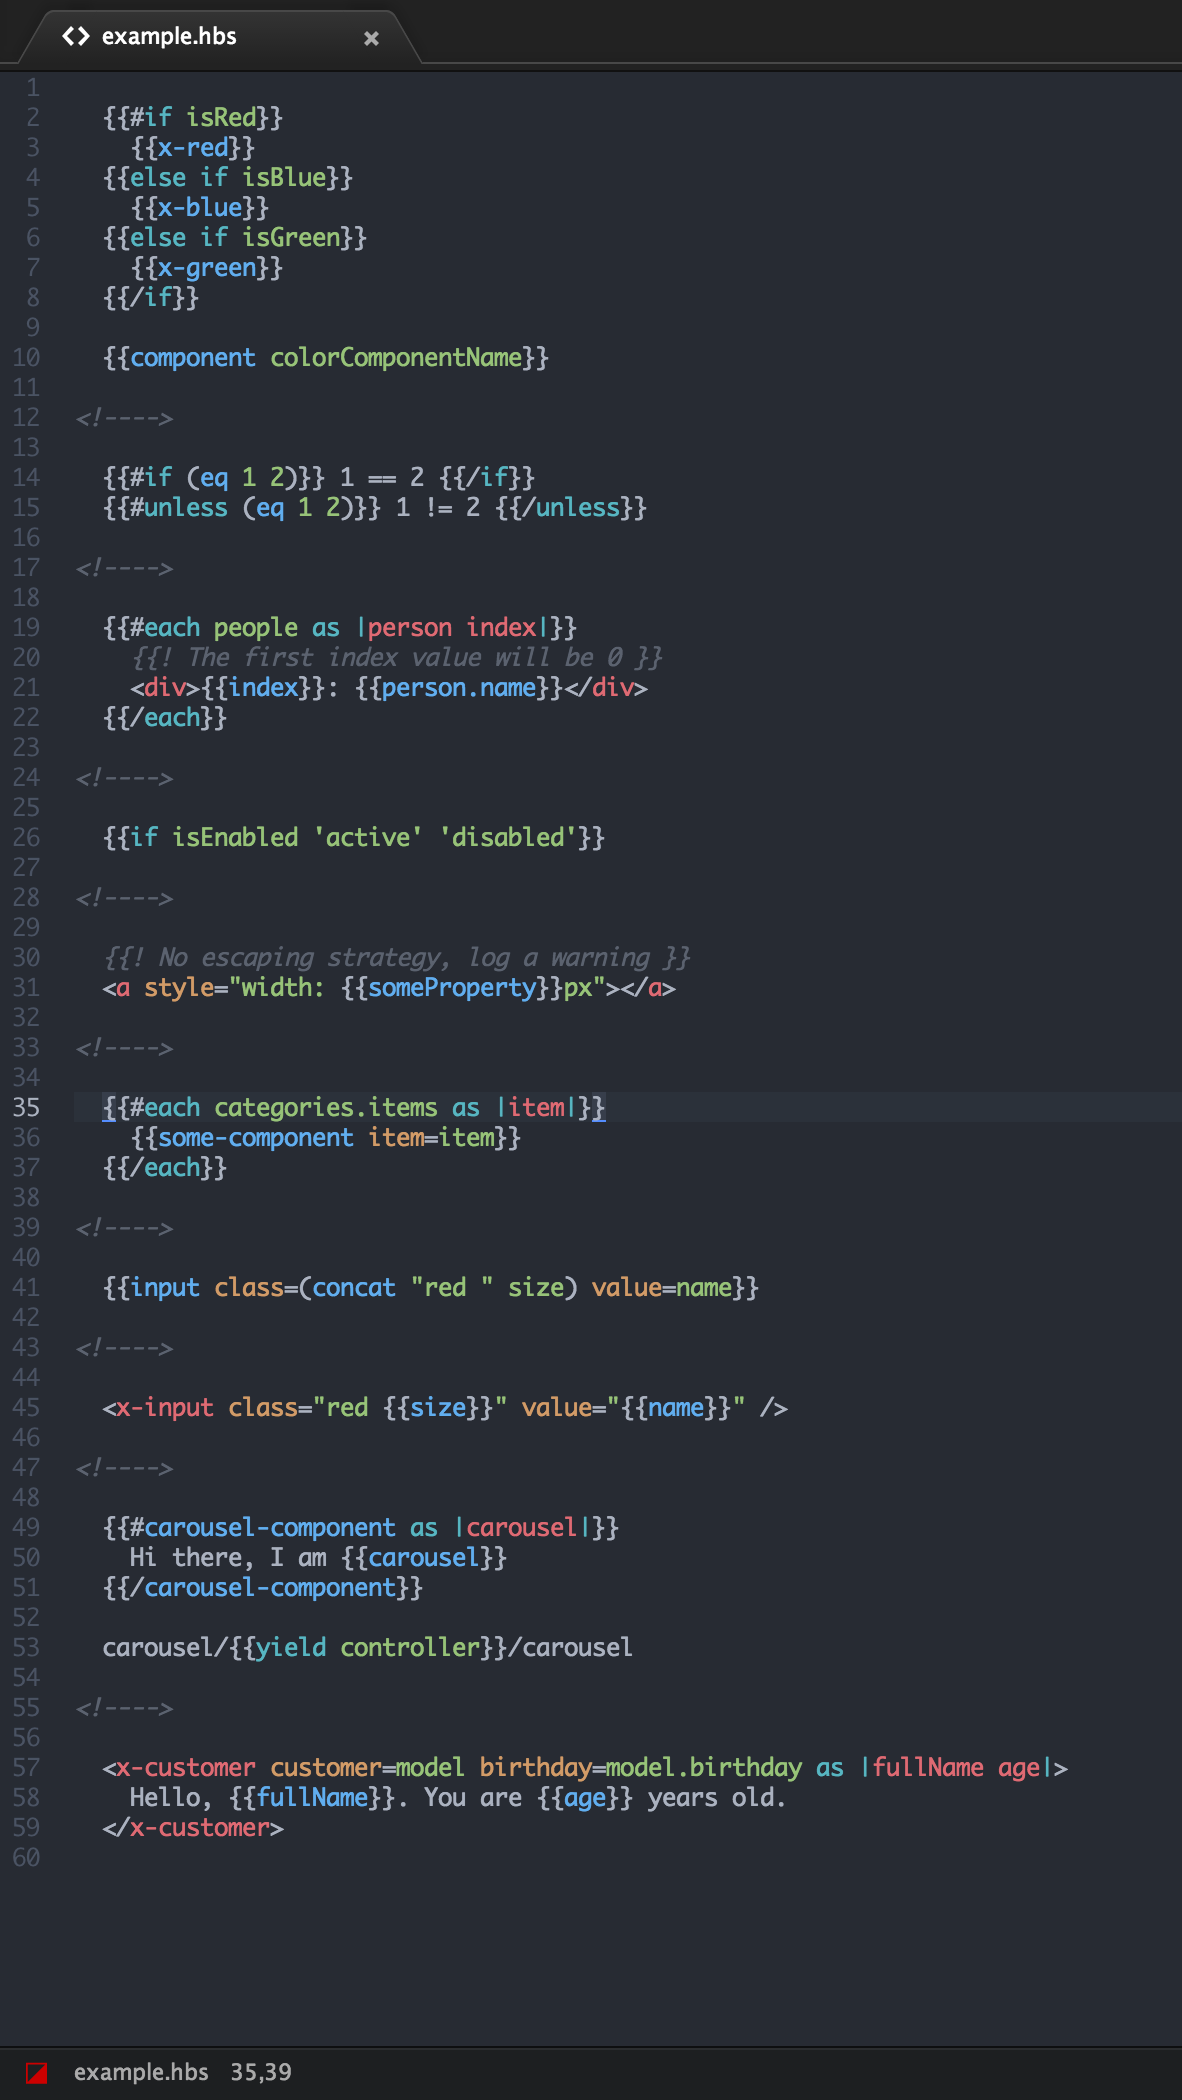 <> example.hbs ×
1
2 {{#if isRed}}
3 {{x-red}}
4 {{else if isBlue}}
5 {{x-blue}}
6 {{else if isGreen}}
7 {{x-green}}
8 {{/if}}
9
10 {{component colorComponentName}}
11
12 <!---->
13
14 {{#if (eq 1 2)}} 1 == 2 {{/if}}
15 {{#unless (eq 1 2)}} 1 != 2 {{/unless}}
16
17 <!---->
18
19 {{#each people as |person index|}}
20 {{! The first index value will be 0 }}
21 <div>{{index}}: {{person.name}}</div>
22 {{/each}}
23
24 <!---->
25
26 {{if isEnabled 'active' 'disabled'}}
27
28 <!---->
29
30 {{! No escaping strategy, log a warning }}
31 <a style="width: {{someProperty}}px"></a>
32
33 <!---->
34
35 {{#each categories.items as |item|}}
36 {{some-component item=item}}
37 {{/each}}
38
39 <!---->
40
41 {{input class=(concat "red " size) value=name}}
42
43 <!---->
44
45 <x-input class="red {{size}}" value="{{name}}" />
46
47 <!---->
48
49 {{#carousel-component as |carousel|}}
50 Hi there, I am {{carousel}}
51 {{/carousel-component}}
52
53 carousel/{{yield controller}}/carousel
54
55 <!---->
56
57 <x-customer customer=model birthday=model.birthday as |fullName age|>
58 Hello, {{fullName}}. You are {{age}} years old.
59 </x-customer>
60
example.hbs 35,39